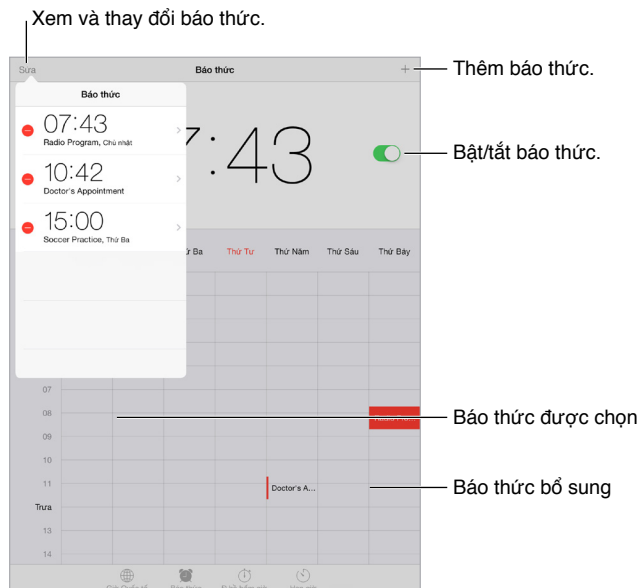 Xem và thay đổi báo thức.
Sửa
Báo thức
Thêm báo thức.
Báo thức
07:43
Radio Program, Chủ nhật
:43
Bật/tắt báo thức.
10:42
Doctor's Appointment
15:00
Soccer Practice, Thứ Ba
Ba
Thứ Tư
Thứ Năm
Thứ Sáu
Thứ Bảy
07
08
Báo thức được chọn
09
10
11
Doctor's A...
Báo thức bổ sung
Trưa
13
14